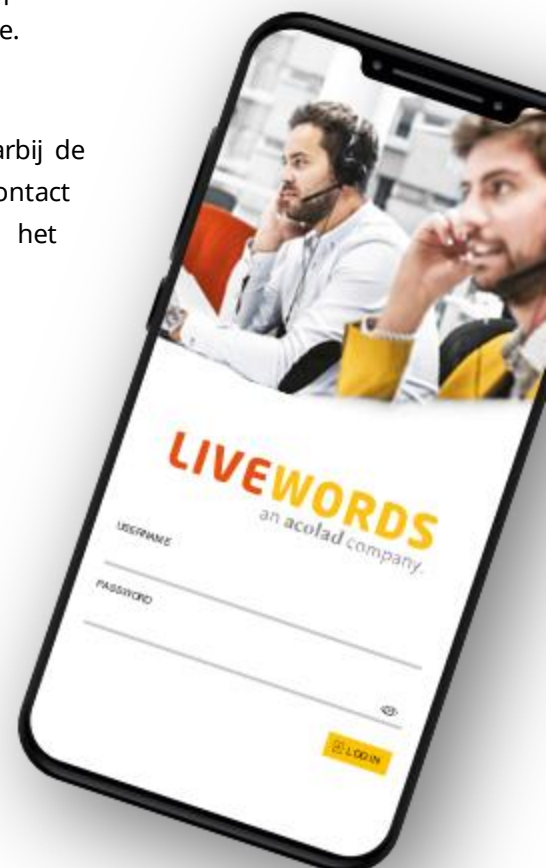 e.
arbij de
ontact
het
LIVEWORDS
an acolad company.
USERNAME
PASSWORD
LOG IN